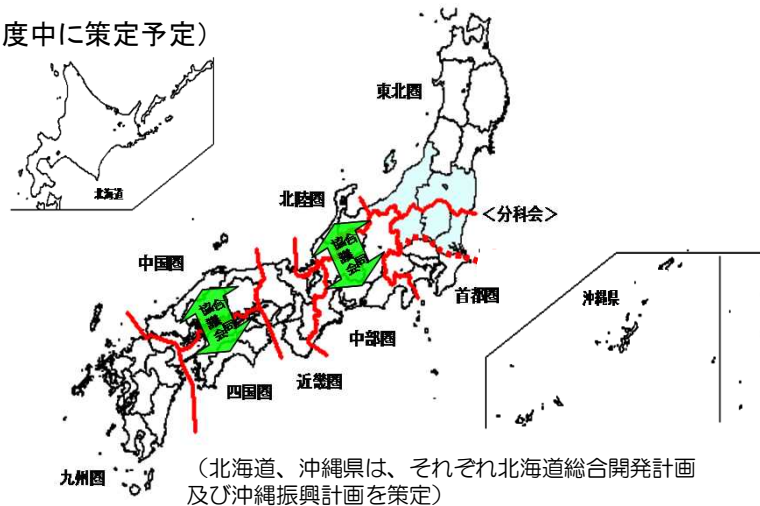 度中に策定予定)
東北圏
北海道
北陸圏
<分科会>
協議会
合同
中国圏
首都圏
沖縄県
協議会
合同
中部圏
近畿圏
四国圏
九州圏
(北海道、沖縄県は、それぞれ北海道総合開発計画
及び沖縄振興計画を策定)